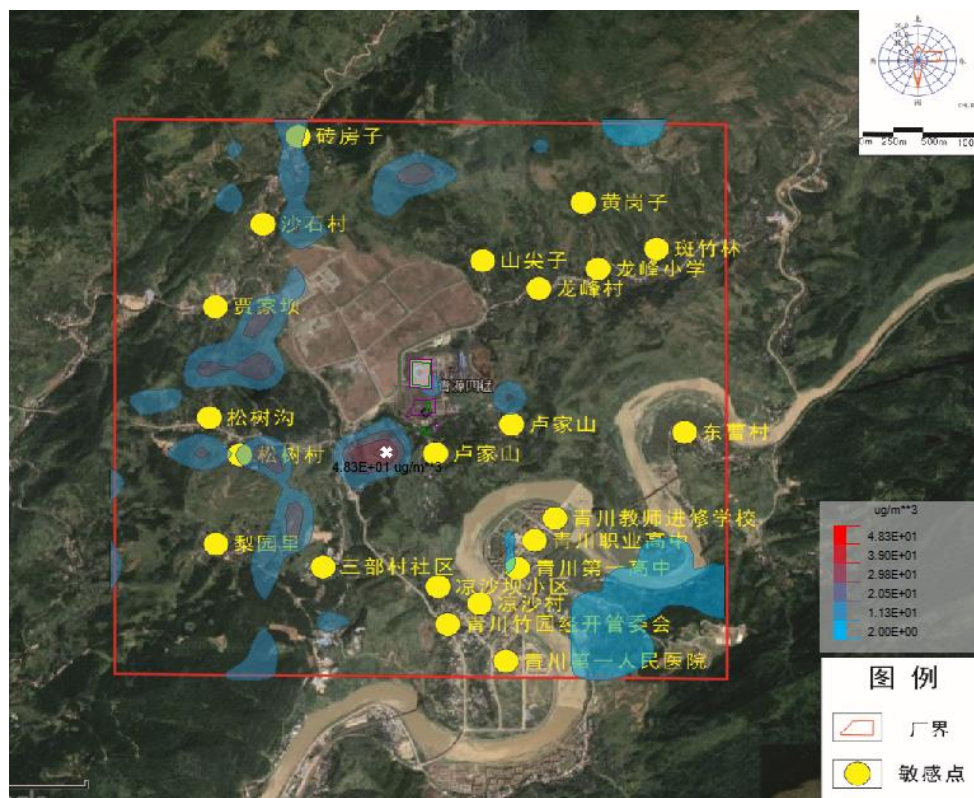 北
东
南
250m
500m
砖房子
黄岗子
沙石村
斑竹林
山尖子
龙峰小学
龙峰村
贾家坝
松树沟
卢家山
东曹村
松树村
卢家山
4.83E+01 ug/m**3
青川教师进修学校
青川职业高中
梨园里
三部村社区
青川第一高中
凉沙坝小区
凉沙村
青川竹园经开管委会
青川第一人民医院
ug/m**3
4.83E+01
3.90E+01
2.98E+01
2.05E+01
1.13E+01
2.00E+00
图 例
厂界
敏感点